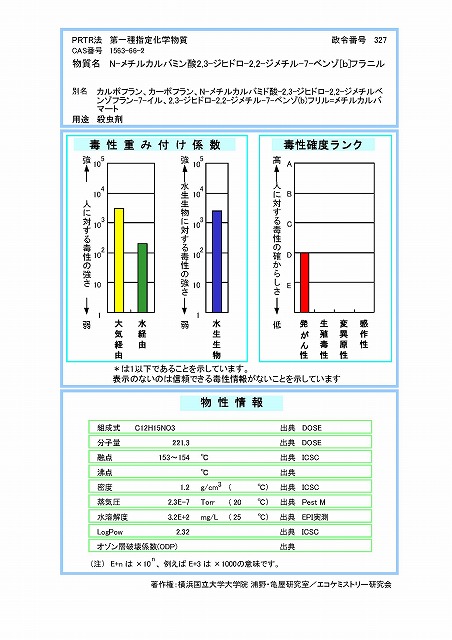 PRTR法　第一種指定化学物質　政令番号　327
CAS番号　1563-66-2
物質名　N-メチルカルバミン酸2,3-ジヒドロ-2,2-ジメチル-7-ベンゾ[b]フラニル
別名　カルボフラン、カーボフラン、N-メチルカルバミド酸-2,3-ジヒドロ-2,2-ジメチルベ
ンゾフラン-7-イル、2,3-ジヒドロ-2,2-ジメチル-7-ベンゾ(b)フリル=メチルカルバ
マート
用途　殺虫剤
毒性重み付け係数
強
人に対する毒性の強さ
弱
10⁵
10⁴
10³
10²
10¹
1
大気経由
水経由
強
水生生物に対する毒性の強さ
弱
10⁵
10⁴
10³
10²
10¹
1
水生生物
毒性確度ランク
高
人に対する毒性の確からしさ
低
A
B
C
D
E
発がん性
生殖毒性
変異原性
感作性
＊は1以下であることを示しています。
表示のないのは信頼できる毒性情報がないことを示しています
物性情報
組成式　C12H15NO3　出典　DOSE
分子量　221.3　出典　DOSE
融点　153～154　℃　出典　ICSC
沸点　℃　出典
密度　1.2　g/cm³　(　℃)　出典　ICSC
蒸気圧　2.3E-7　Torr　(20　℃)　出典　Pest M
水溶解度　3.2E+2　mg/L　(25　℃)　出典　EPI実測
LogPow　2.32　出典　ICSC
オゾン層破壊係数(ODP)　出典
(注)　E+n は ×10ⁿ、例えば E+3 は ×1000の意味です。
著作権:横浜国立大学大学院 浦野・亀屋研究室／エコケミストリー研究会